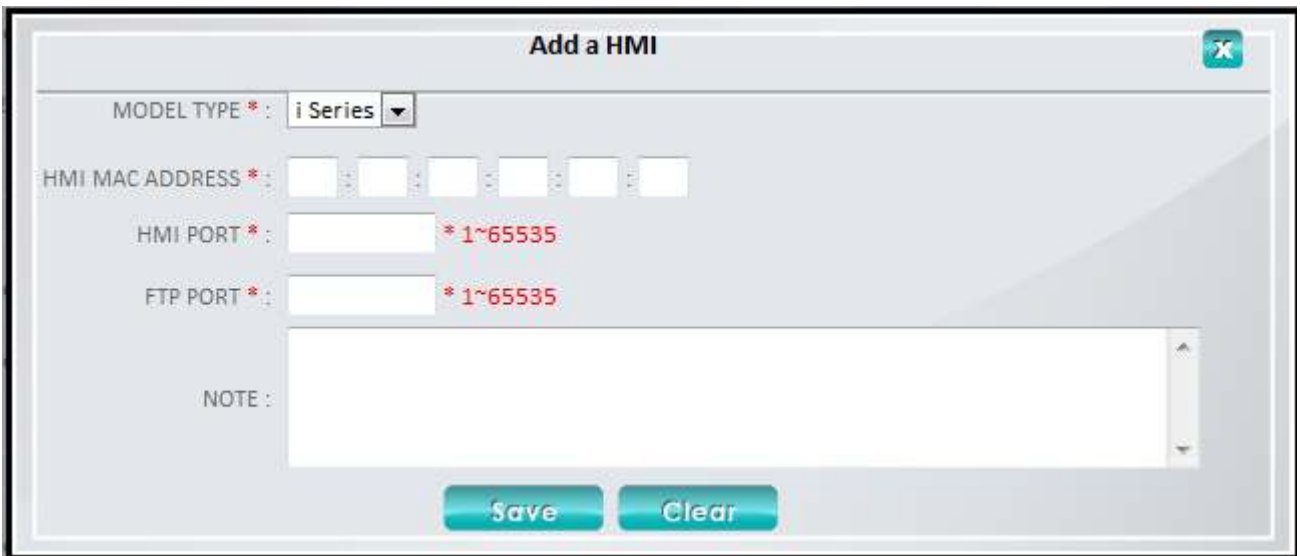 Add a HMI
X
MODEL TYPE * : i Series
HMI MAC ADDRESS * : : : : : :
HMI PORT * : * 1~65535
FTP PORT * : * 1~65535
NOTE :
Save Clear